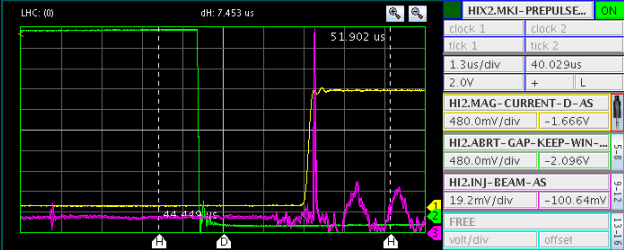 LHC: (0)
dH: 7.453 us
51.902 us
44.449 us
H
D
H
1
2
3
HIX2.MKI-PREPULSE...
ON
clock 1
clock 2
tick 1
tick 2
1.3us/div
40.029us
2.0V
+
L
HI2.MAG-CURRENT-D-AS
480.0mV/div
-1.666V
HI2.ABRT-GAP-KEEP-WIN-...
480.0mV/div
-2.096V
5-8
HI2.INJ-BEAM-AS
19.2mV/div
-100.64mV
9-12
FREE
volt/div
offset
13-16